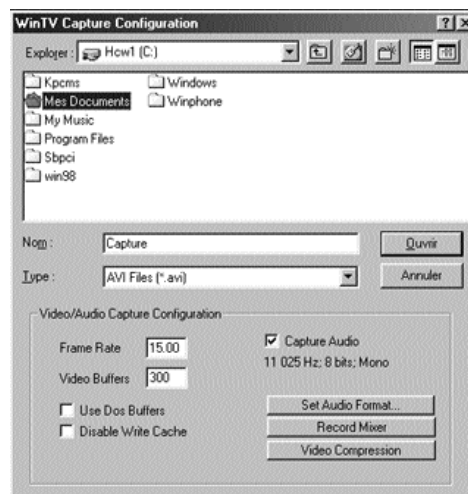 WinTV Capture Configuration
Explorer : Hcw1 (C:)
Kpcms Windows
Mes Documents Winphone
My Music
Program Files
Sbpci
win98
Nom : Capture Ouvrir
Type : AVI Files (*.avi) Annuler
Video/Audio Capture Configuration
Frame Rate 15.00 Capture Audio
11 025 Hz; 8 bits; Mono
Video Buffers 300
Use Dos Buffers Set Audio Format...
Disable Write Cache Record Mixer
Video Compression